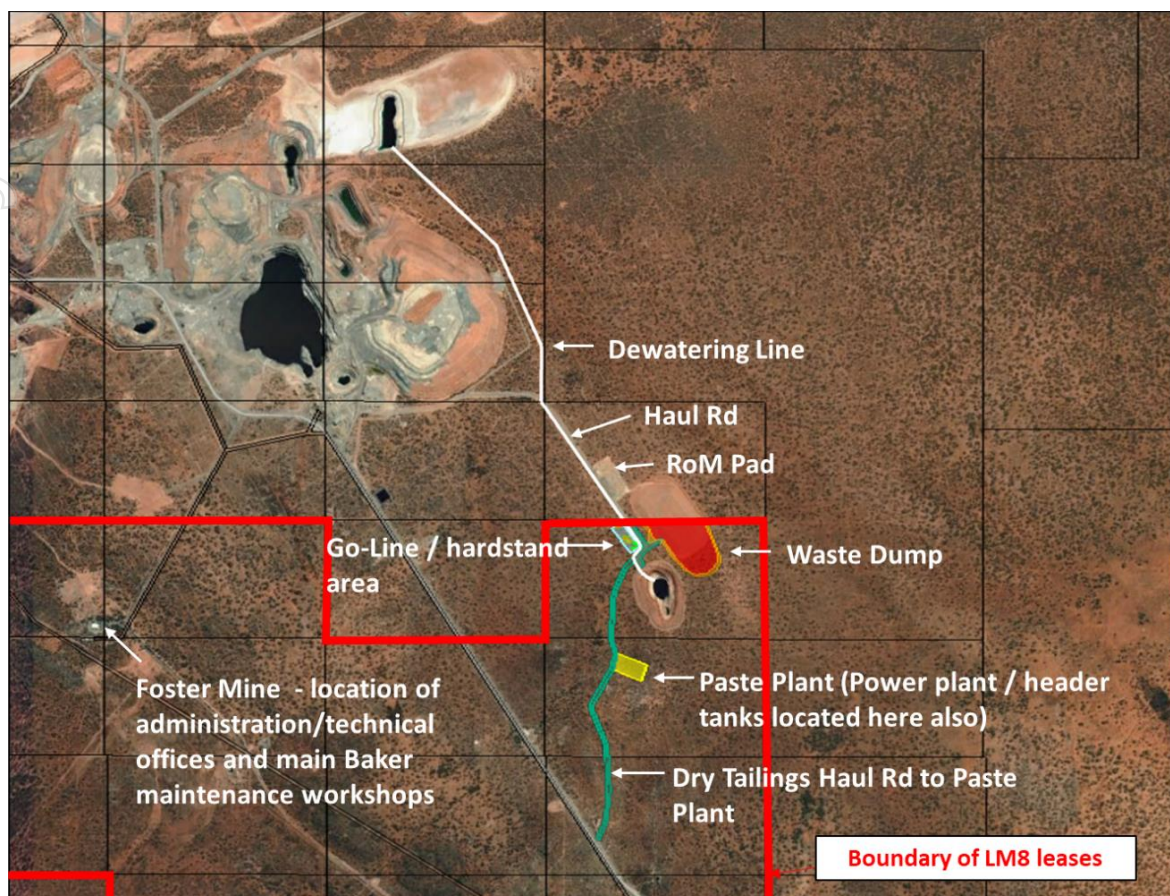 Dewatering Line
Haul Rd
RoM Pad
Go-Line / hardstand
area
Waste Dump
Foster Mine - location of
administration/technical
offices and main Baker
maintenance workshops
Paste Plant (Power plant / header
tanks located here also)
Dry Tailings Haul Rd to Paste
Plant
Boundary of LM8 leases